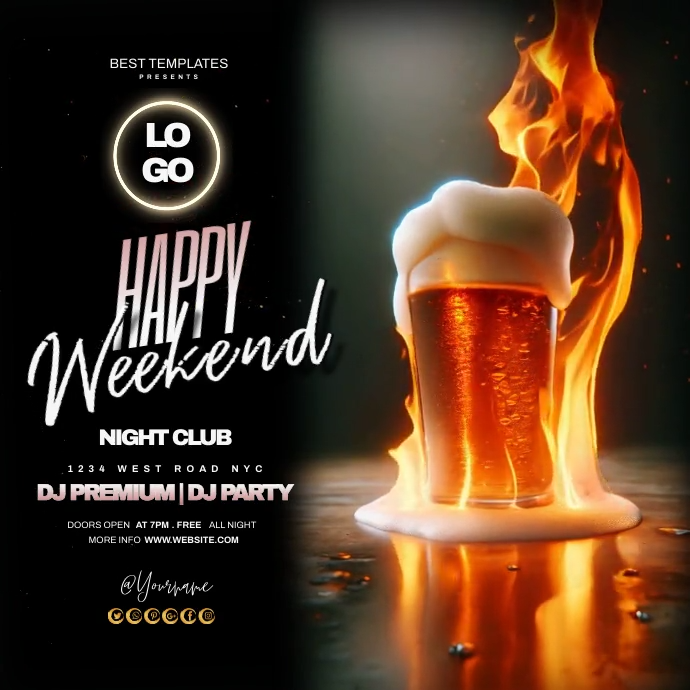 BEST TEMPLATES
PRESENTS
LO
GO
HAPPY
Weekend
NIGHT CLUB
1234 WEST ROAD NYC
DJ PREMIUM | DJ PARTY
DOORS OPEN AT 7PM . FREE ALL NIGHT
MORE INFO WWW.WEBSITE.COM
@Yourname